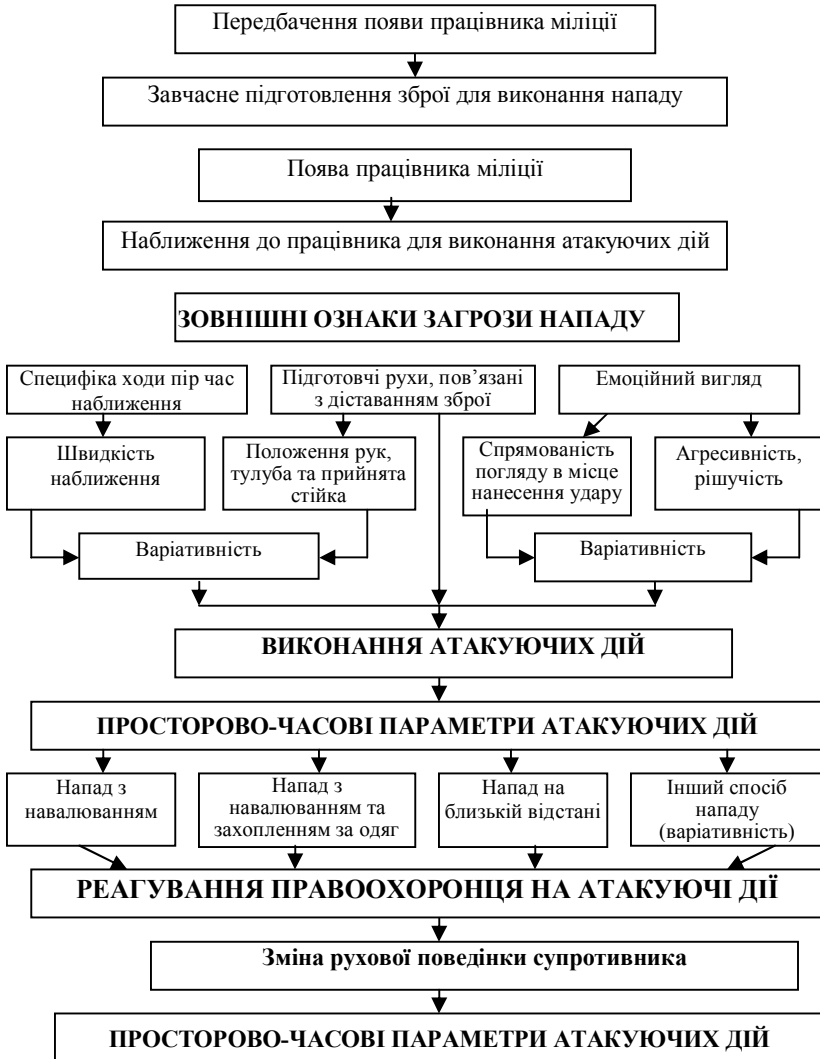 Передбачення появи працівника міліції
Завчасне підготовлення зброї для виконання нападу
Поява працівника міліції
Наближення до працівника для виконання атакуючих дій
ЗОВНІШНІ ОЗНАКИ ЗАГРОЗИ НАПАДУ
Специфіка ходи пір час
наближення
Підготовчі рухи, пов’язані
з діставанням зброї
Емоційний вигляд
Швидкість
наближення
Положення рук,
тулуба та прийнята
стійка
Спрямованість
погляду в місце
нанесення удару
Агресивність,
рішучість
Варіативність
Варіативність
ВИКОНАННЯ АТАКУЮЧИХ ДІЙ
ПРОСТОРОВО-ЧАСОВІ ПАРАМЕТРИ АТАКУЮЧИХ ДІЙ
Напад з
навалюванням
Напад з
навалюванням та
захопленням за одяг
Напад на
близькій відстані
Інший спосіб
нападу
(варіативність)
РЕАГУВАННЯ ПРАВООХОРОНЦЯ НА АТАКУЮЧІ ДІЇ
Зміна рухової поведінки супротивника
ПРОСТОРОВО-ЧАСОВІ ПАРАМЕТРИ АТАКУЮЧИХ ДІЙ